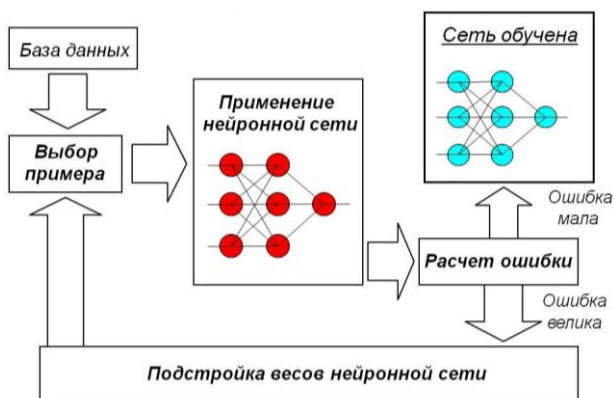 База данных
Выбор
примера
Применение
нейронной сети
Сеть обучена
Ошибка
мала
Расчет ошибки
Ошибка
велика
Подстройка весов нейронной сети